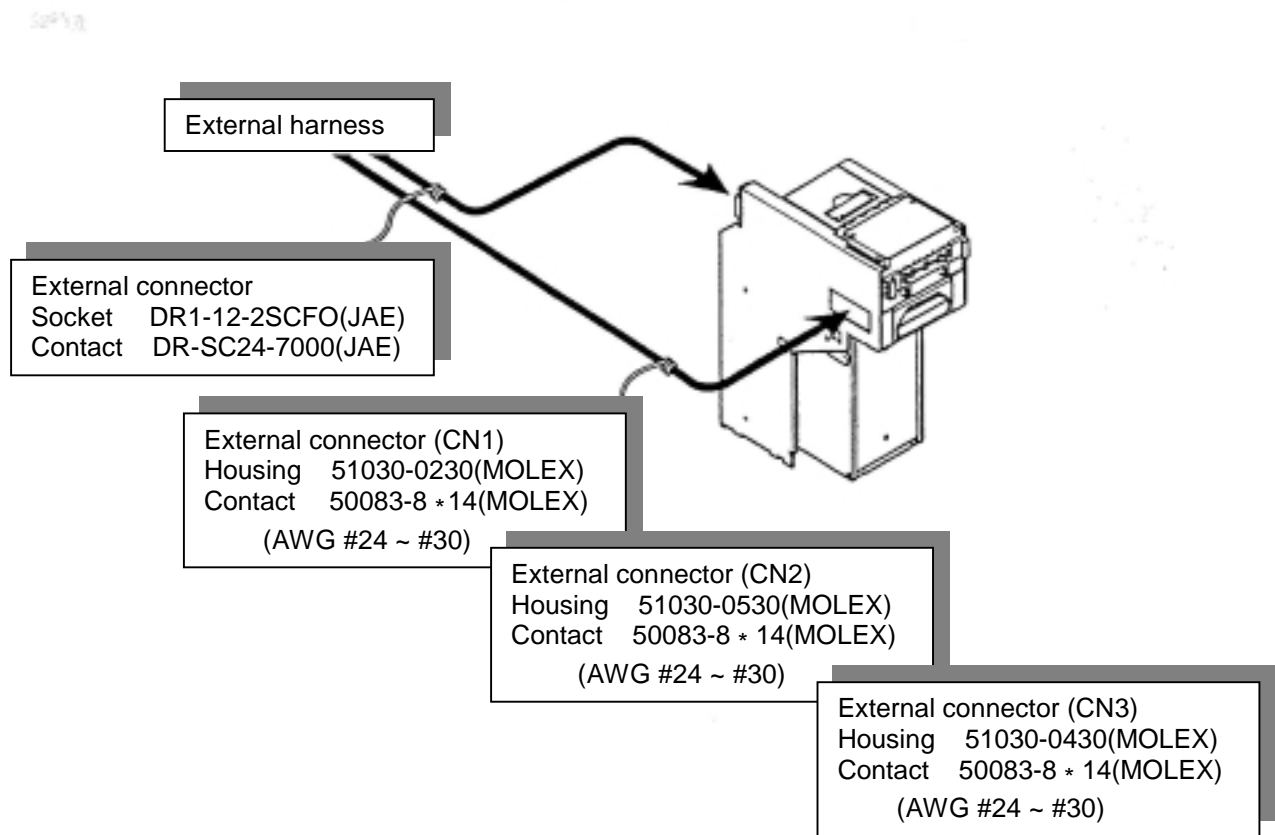 External harness
External connector
Socket DR1-12-2SCFO(JAE)
Contact DR-SC24-7000(JAE)
External connector (CN1)
Housing 51030-0230(MOLEX)
Contact 50083-8 * 14(MOLEX)
(AWG #24 ~ #30)
External connector (CN2)
Housing 51030-0530(MOLEX)
Contact 50083-8 * 14(MOLEX)
(AWG #24 ~ #30)
External connector (CN3)
Housing 51030-0430(MOLEX)
Contact 50083-8 * 14(MOLEX)
(AWG #24 ~ #30)